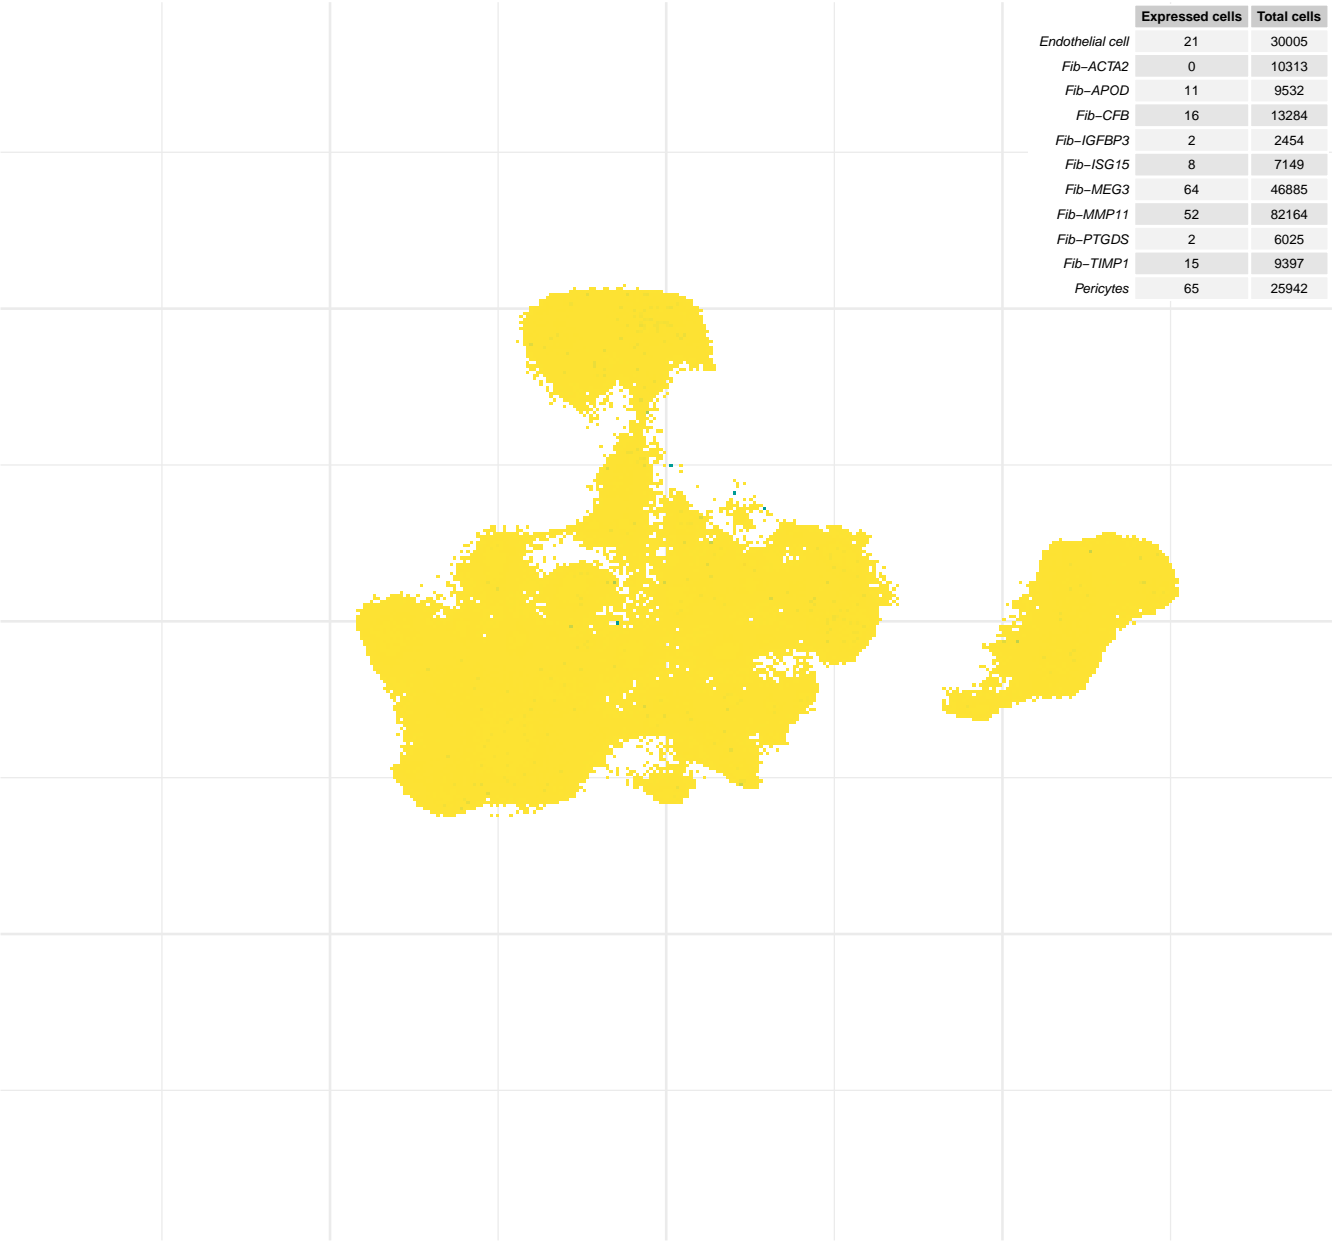 Expressed cells Total cells
Endothelial cell 21 30005
Fib−ACTA2 0 10313
Fib−APOD 11 9532
Fib−CFB 16 13284
Fib−IGFBP3 2 2454
Fib−ISG15 8 7149
Fib−MEG3 64 46885
Fib−MMP11 52 82164
Fib−PTGDS 2 6025
Fib−TIMP1 15 9397
Pericytes 65 25942